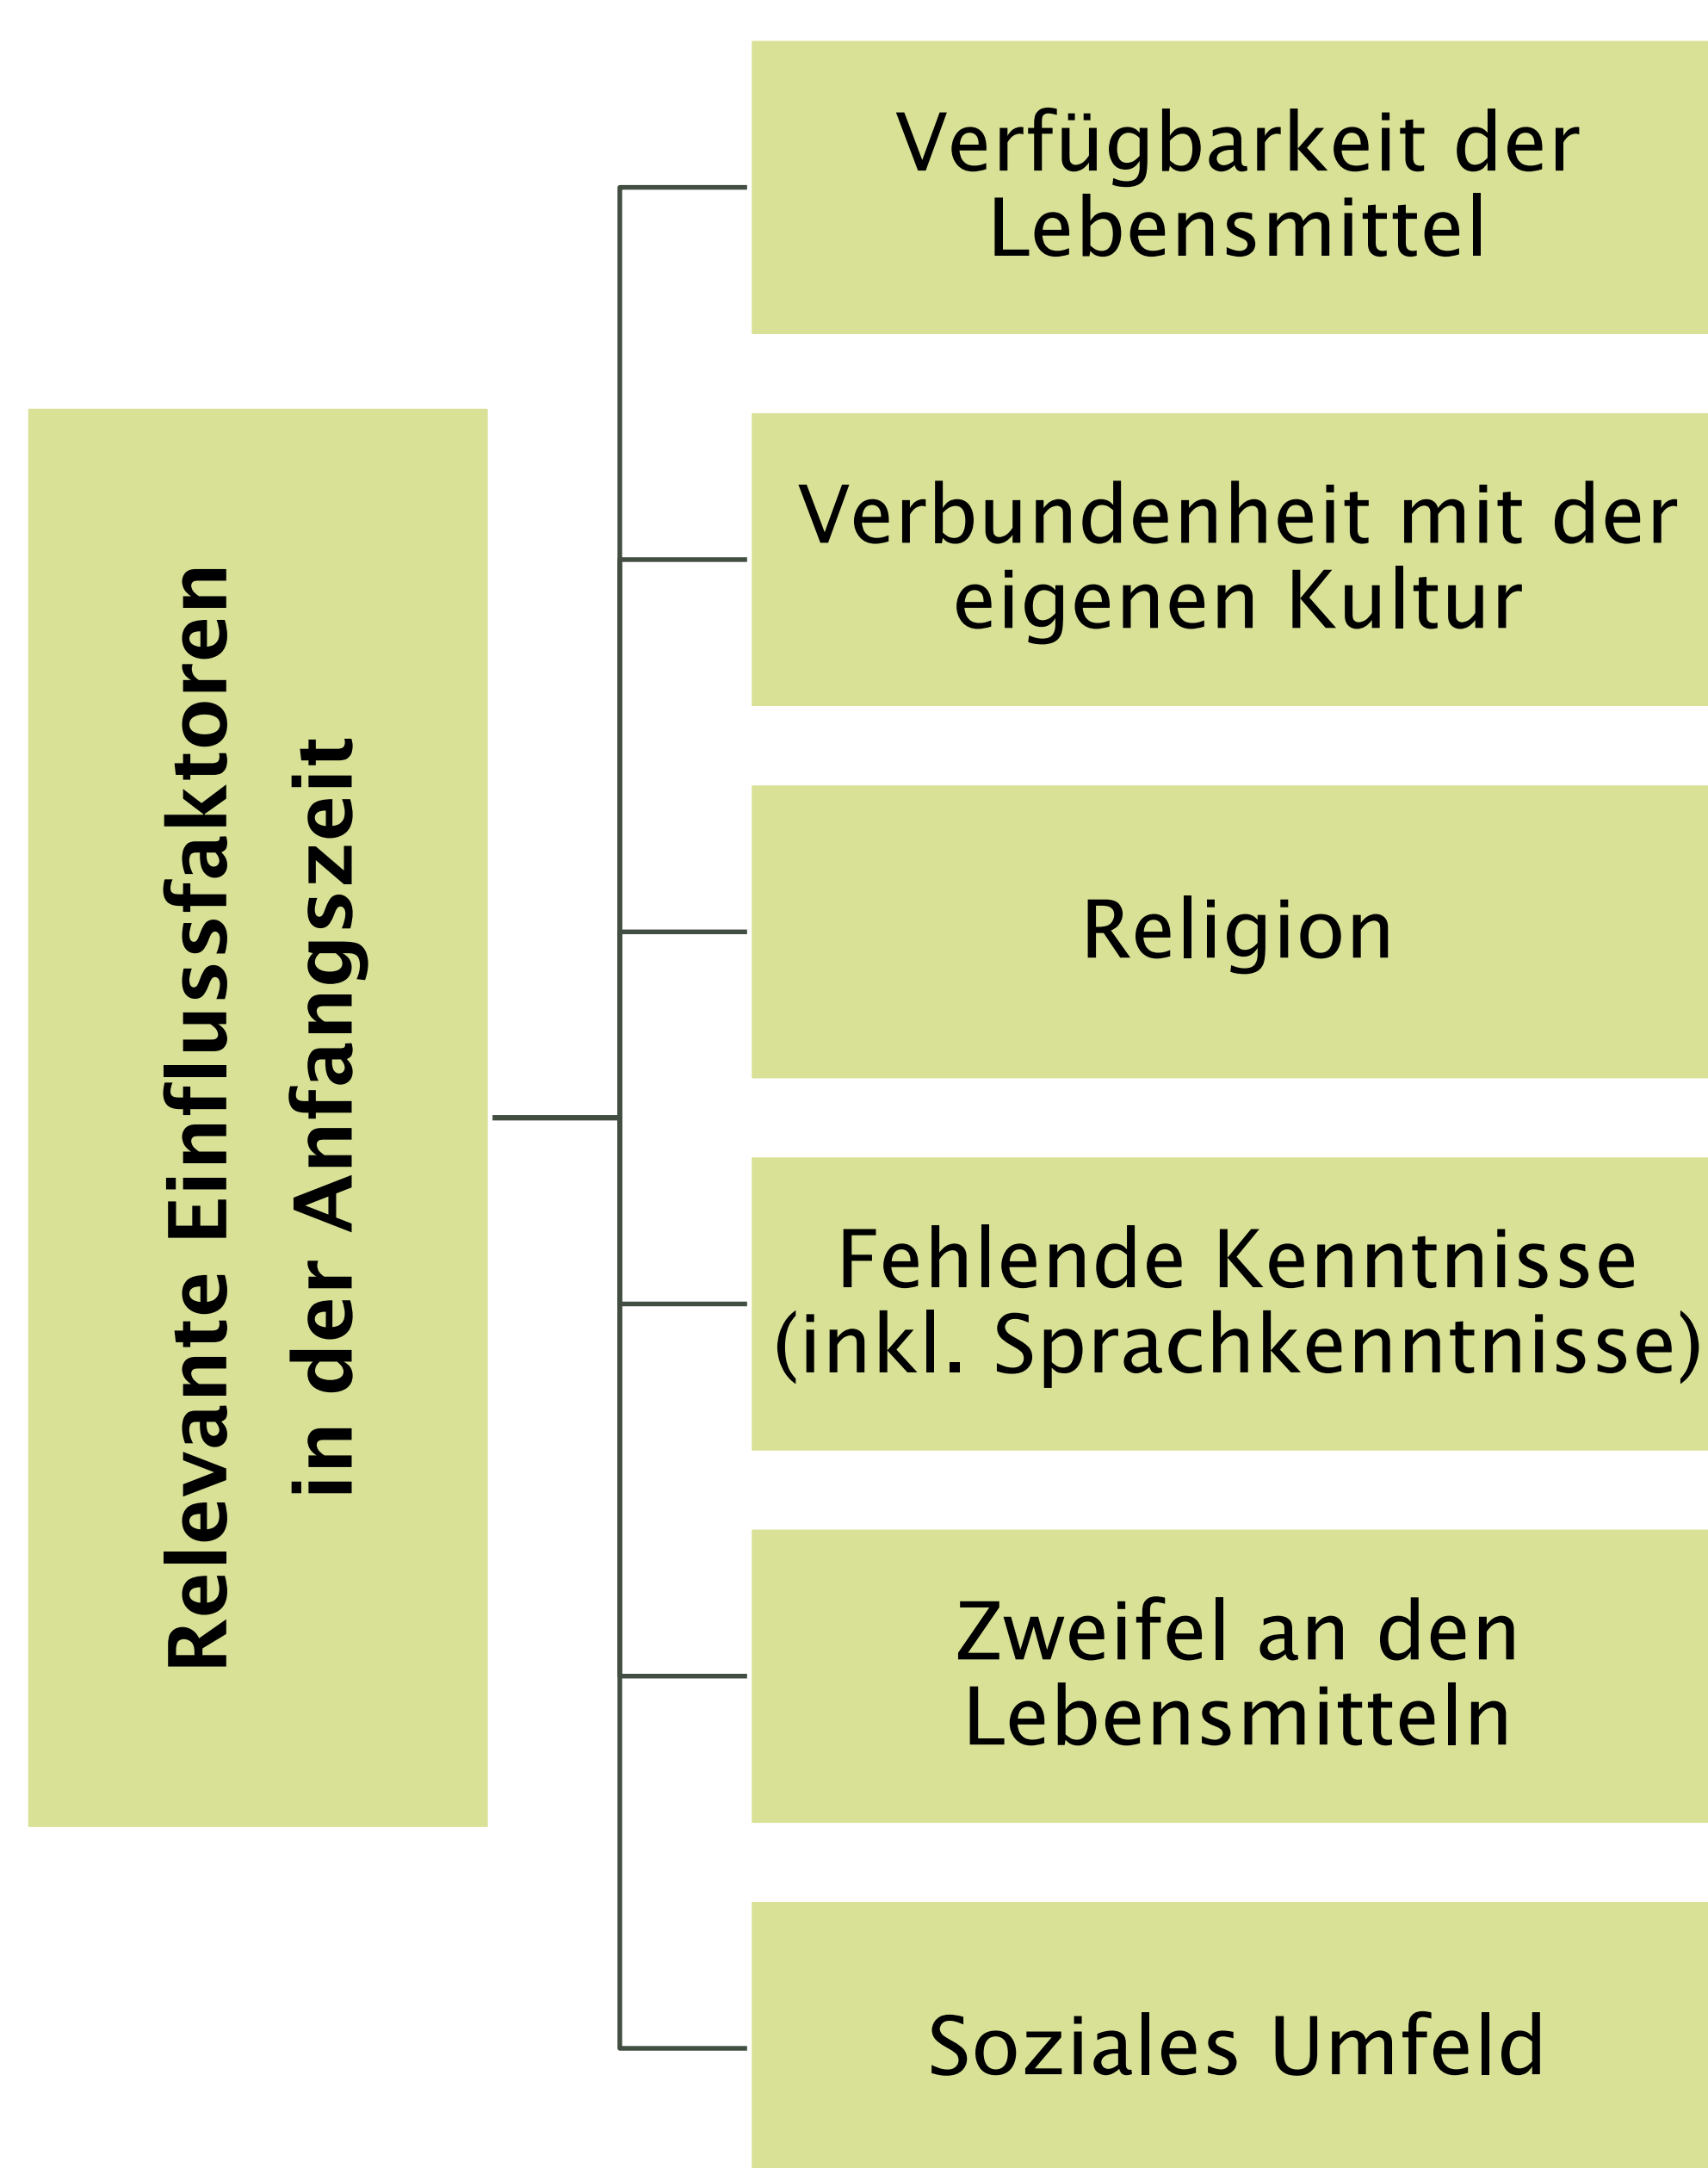 Relevante Einflussfaktoren
in der Anfangszeit
Verfügbarkeit der
Lebensmittel
Verbundenheit mit der
eigenen Kultur
Religion
Fehlende Kenntnisse
(inkl. Sprachkenntnisse)
Zweifel an den
Lebensmitteln
Soziales Umfeld